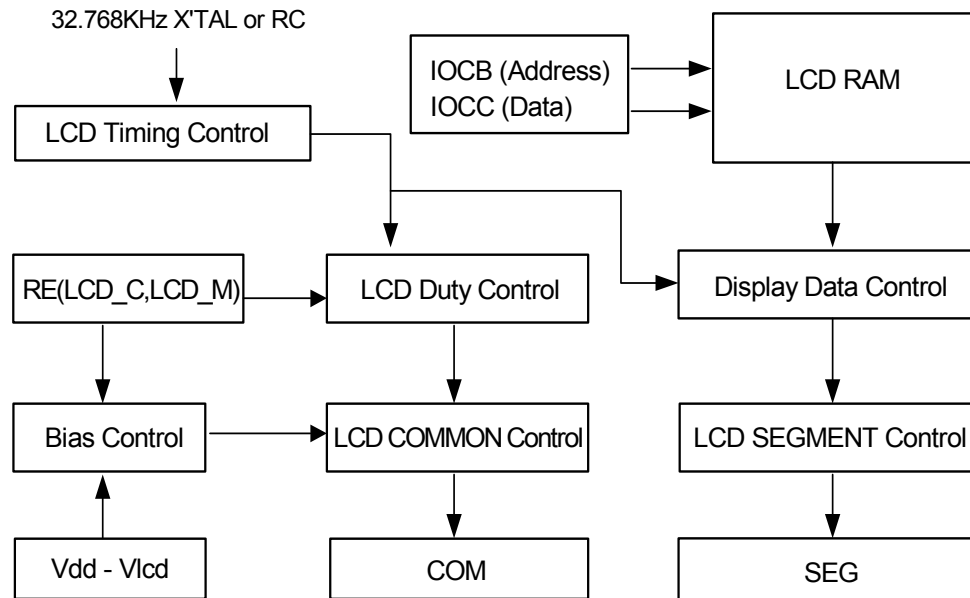 32.768KHz X'TAL or RC
IOCB (Address)
IOCC (Data)
LCD RAM
LCD Timing Control
RE(LCD_C,LCD_M)
LCD Duty Control
Display Data Control
Bias Control
LCD COMMON Control
LCD SEGMENT Control
Vdd - Vlcd
COM
SEG